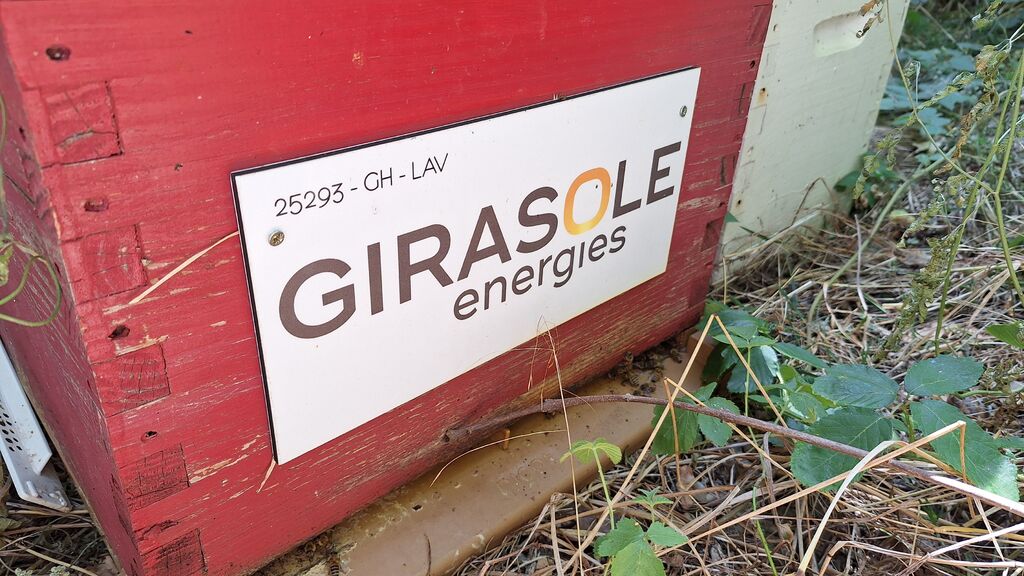 25293 - GH - LAV
GIRASOLE
energies